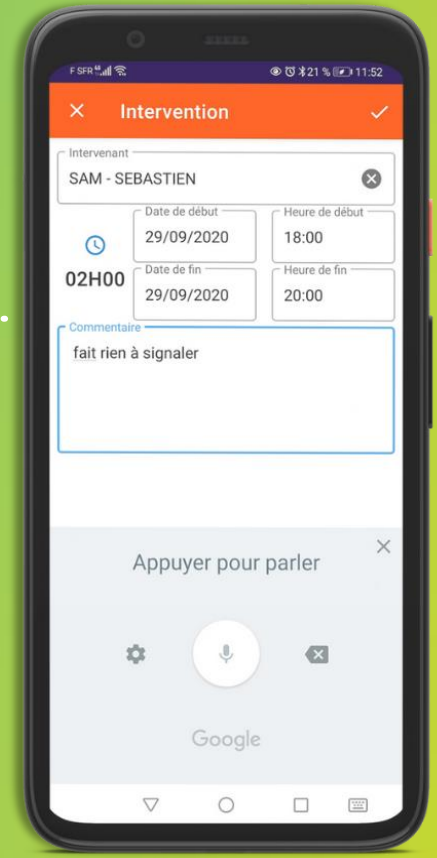 F SFR 21 % 11:52
Intervention
Intervenant
SAM - SEBASTIEN
Date de début Heure de début
29/09/2020 18:00
02H00
Date de fin Heure de fin
29/09/2020 20:00
Commentaire
fait rien à signaler
Appuyer pour parler
Google